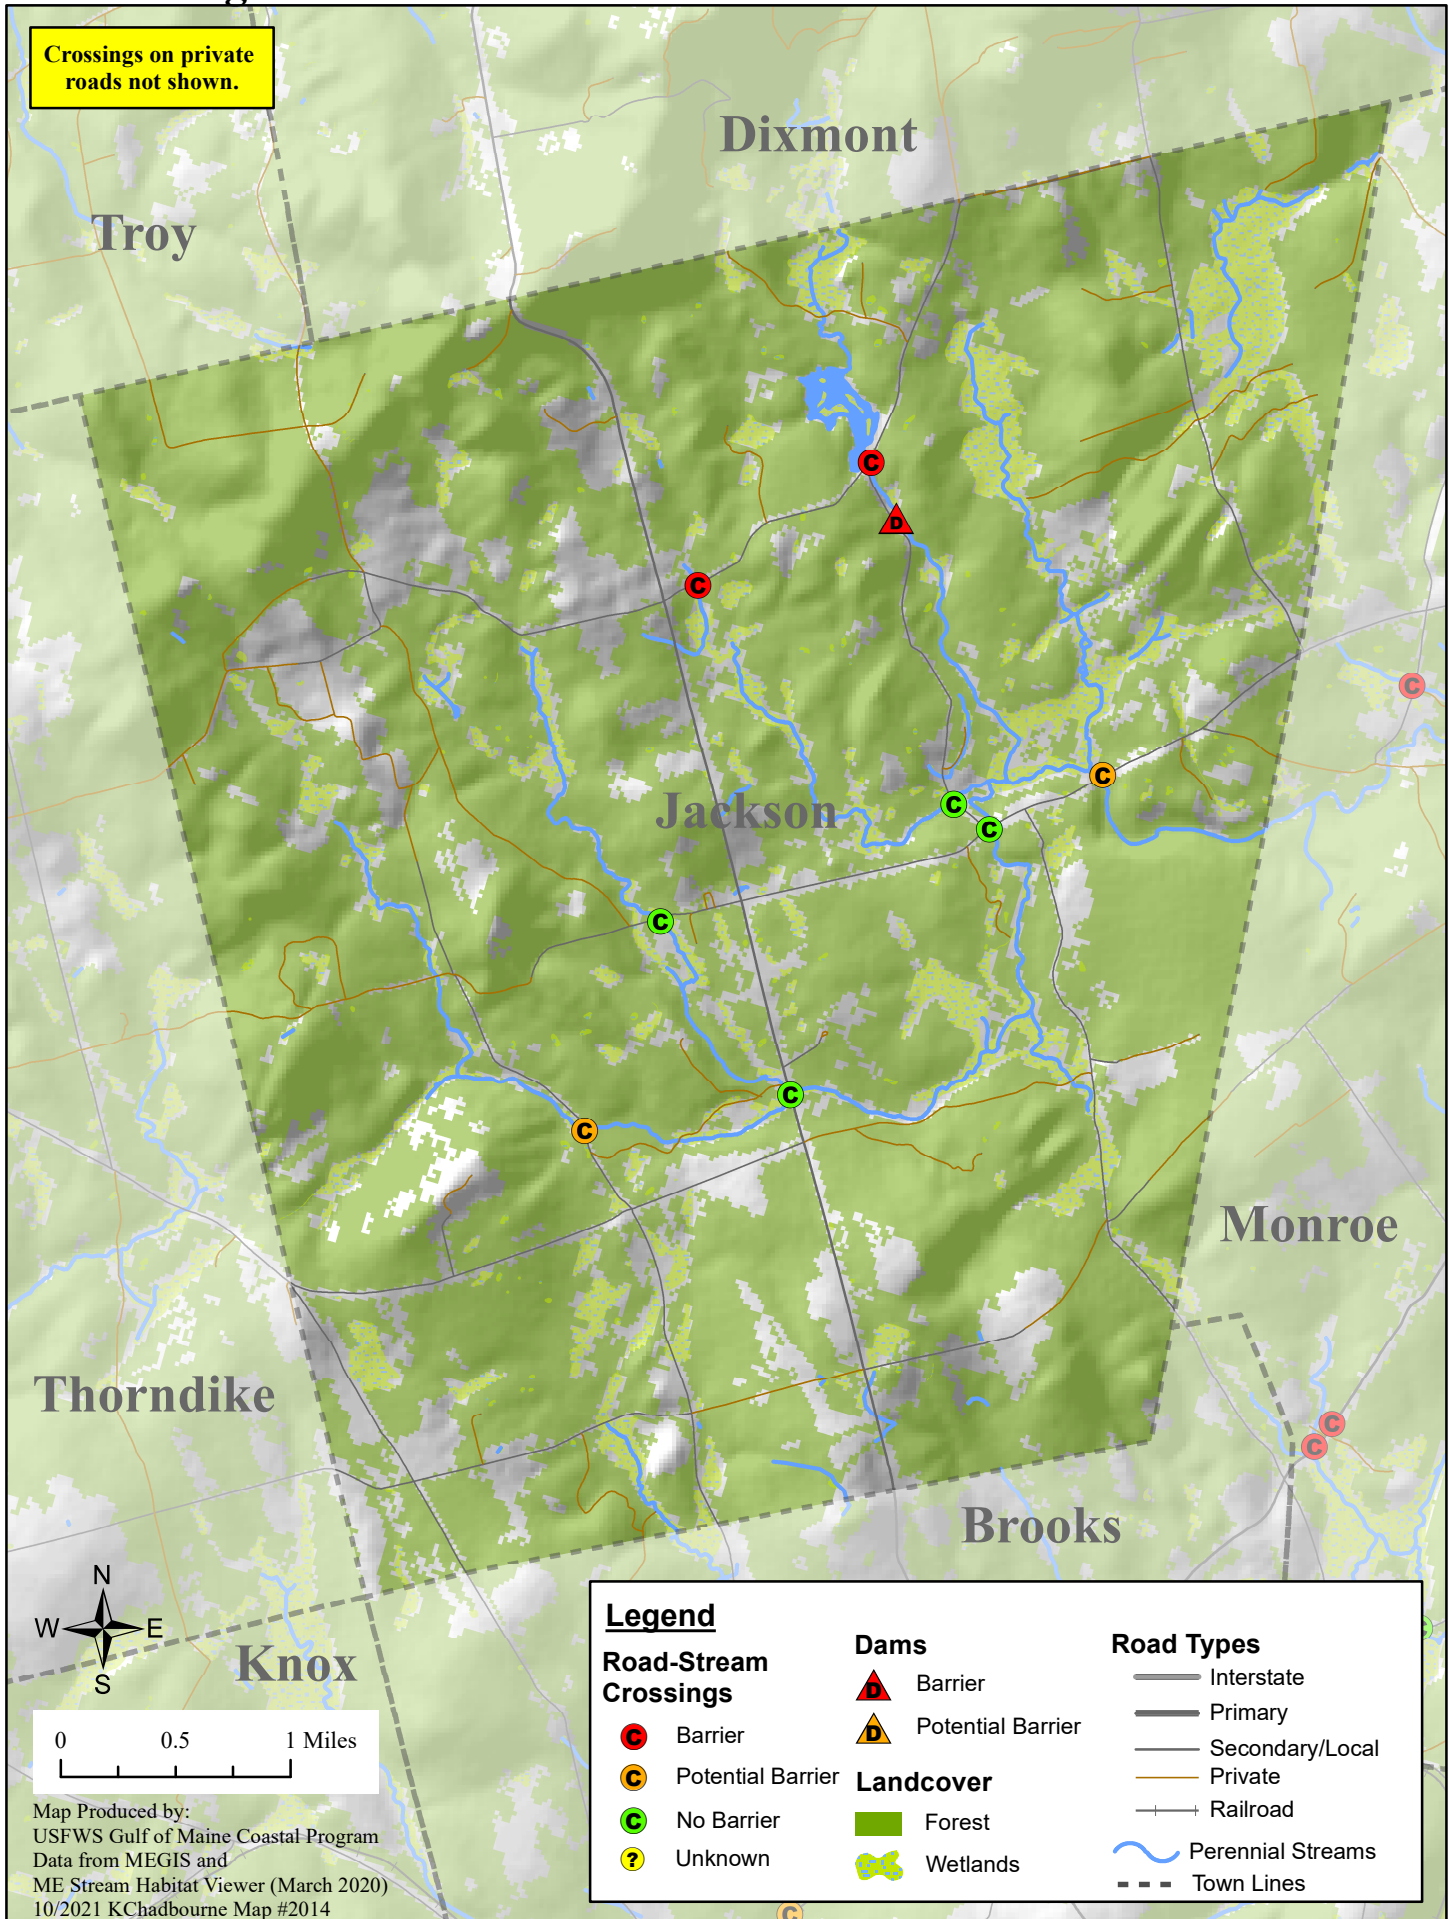 Crossings on private
roads not shown.
Dixmont
Troy
Jackson
Monroe
Thorndike
Brooks
Knox
N
W E
S
0 0.5 1 Miles
Map Produced by:
USFWS Gulf of Maine Coastal Program
Data from MEGIS and
ME Stream Habitat Viewer (March 2020)
10/2021 KChadbourne Map #2014
Legend
Road-Stream
Crossings
C Barrier
C Potential Barrier
C No Barrier
? Unknown
Dams
D Barrier
D Potential Barrier
Landcover
Forest
Wetlands
Road Types
Interstate
Primary
Secondary/Local
Private
Railroad
Perennial Streams
Town Lines
C
D
C
C
C
C
C
C
C
C
C
C
C